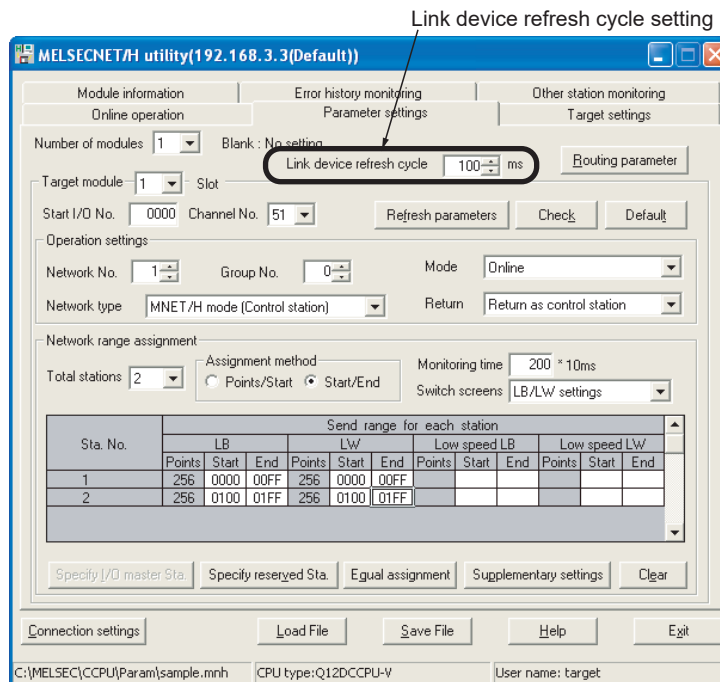 Link device refresh cycle setting
MELSECNET/H utility(192.168.3.3(Default))
Module information Error history monitoring Other station monitoring
Online operation Parameter settings Target settings
Number of modules 1 Blank : No setting
Link device refresh cycle 100 ms Routing parameter
Target module 1 Slot
Start I/O No. 0000 Channel No. 51 Refresh parameters Check Default
Operation settings
Network No. 1 Group No. 0 Mode Online
Network type MNET/H mode (Control station) Return Return as control station
Network range assignment
Total stations 2 Assignment method Points/Start Start/End Monitoring time 200 * 10ms
Switch screens LB/LW settings
Sta. No. Send range for each station
LB LW Low speed LB Low speed LW
Points Start End Points Start End Points Start End Points Start End
1 256 0000 00FF 256 0000 00FF
2 256 0100 01FF 256 0100 01FF
Specify I/O master Sta. Specify reserved Sta. Equal assignment Supplementary settings Clear
Connection settings Load File Save File Help Exit
C:\MELSEC\CCPU\Param\sample.mnh CPU type:Q12DCCPU-V User name: target